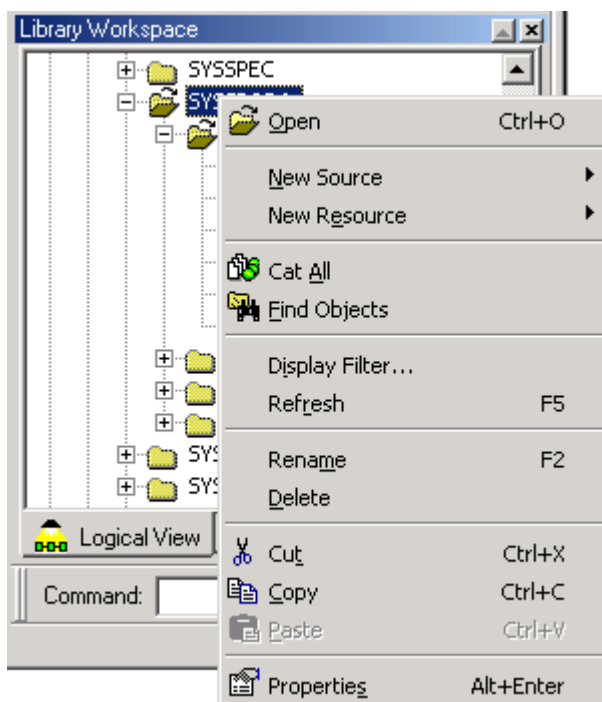 Library Workspace
SYSSPEC
Open Ctrl+O
New Source
New Resource
Cat All
Find Objects
Display Filter...
Refresh F5
Rename F2
Delete
Logical View
Cut Ctrl+X
Command:
Copy Ctrl+C
Paste Ctrl+V
Properties Alt+Enter